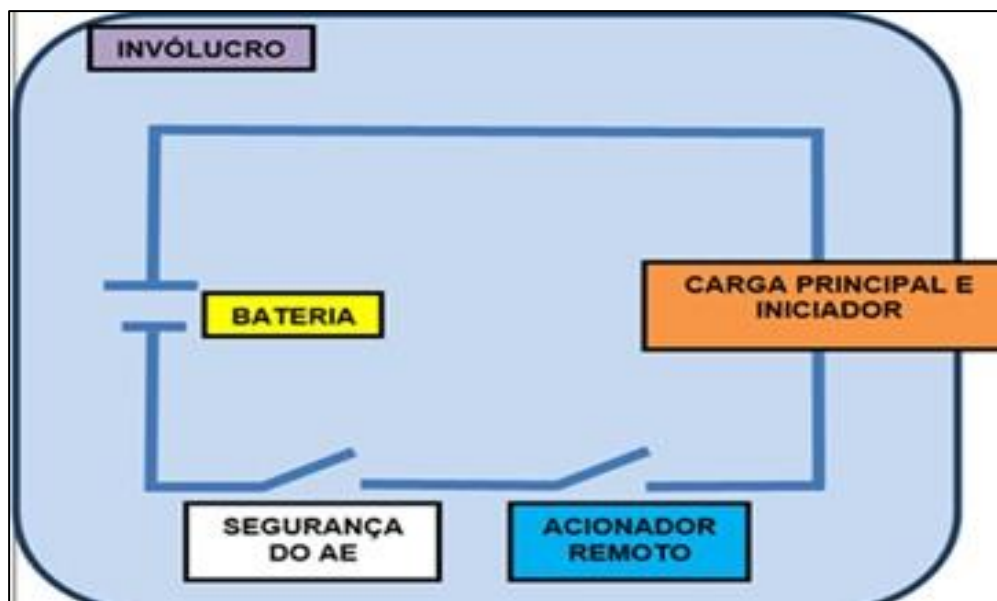 INVÓLUCRO
CARGA PRINCIPAL E
INICIADOR
BATERIA
SEGURANÇA
DO AE
ACIONADOR
REMOTO